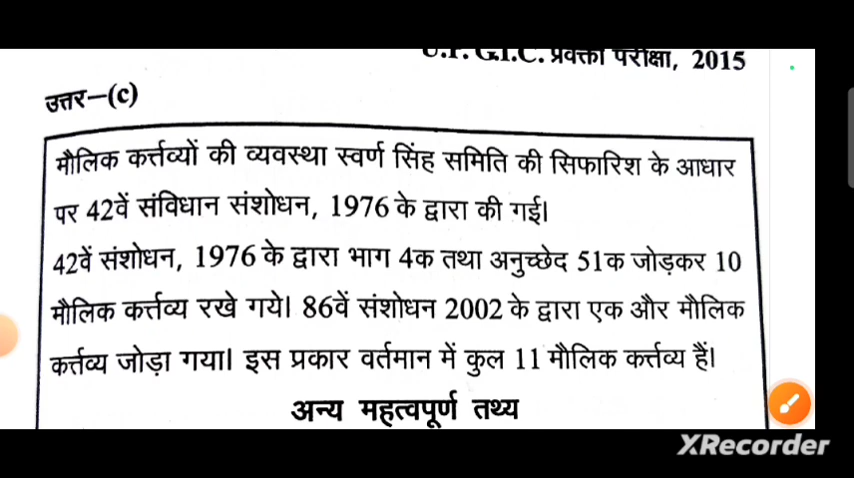 U.P. G.I.C. प्रवक्ता परीक्षा, 2015
उत्तर–(c)
मौलिक कर्त्तव्यों की व्यवस्था स्वर्ण सिंह समिति की सिफारिश के आधार
पर 42वें संविधान संशोधन, 1976 के द्वारा की गई।
42वें संशोधन, 1976 के द्वारा भाग 4क तथा अनुच्छेद 51क जोड़कर 10
मौलिक कर्त्तव्य रखे गये। 86वें संशोधन 2002 के द्वारा एक और मौलिक
कर्त्तव्य जोड़ा गया। इस प्रकार वर्तमान में कुल 11 मौलिक कर्त्तव्य हैं।
अन्य महत्वपूर्ण तथ्य
XRecorder